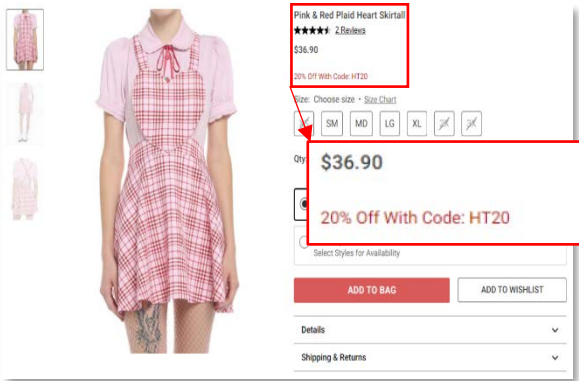 Pink & Red Plaid Heart Skirtall
2 Reviews
$36.90
20% Off With Code: HT20
Size: Choose size • Size Chart
SM MD LG XL 2X 3X
Qty:
$36.90
20% Off With Code: HT20
Select Styles for Availability
ADD TO BAG ADD TO WISHLIST
Details
Shipping & Returns